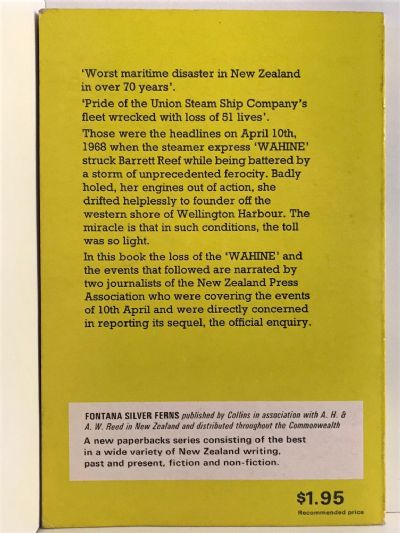 ‘Worst maritime disaster in New Zealand
in over 70 years’.
‘Pride of the Union Steam Ship Company’s
fleet wrecked with loss of 51 lives’.
Those were the headlines on April 10th,
1968 when the steamer express ‘WAHINE’
struck Barrett Reef while being battered by
a storm of unprecedented ferocity. Badly
holed, her engines out of action, she
drifted helplessly to founder off the
western shore of Wellington Harbour. The
miracle is that in such conditions, the toll
was so light.
In this book the loss of the ‘WAHINE’ and
the events that followed are narrated by
two journalists of the New Zealand Press
Association who were covering the events
of 10th April and were directly concerned
in reporting its sequel, the official enquiry.
FONTANA SILVER FERNS published by Collins in association with A. H. &
A. W. Reed in New Zealand and distributed throughout the Commonwealth
A new paperbacks series consisting of the best
in a wide variety of New Zealand writing,
past and present, fiction and non-fiction.
$1.95
Recommended price